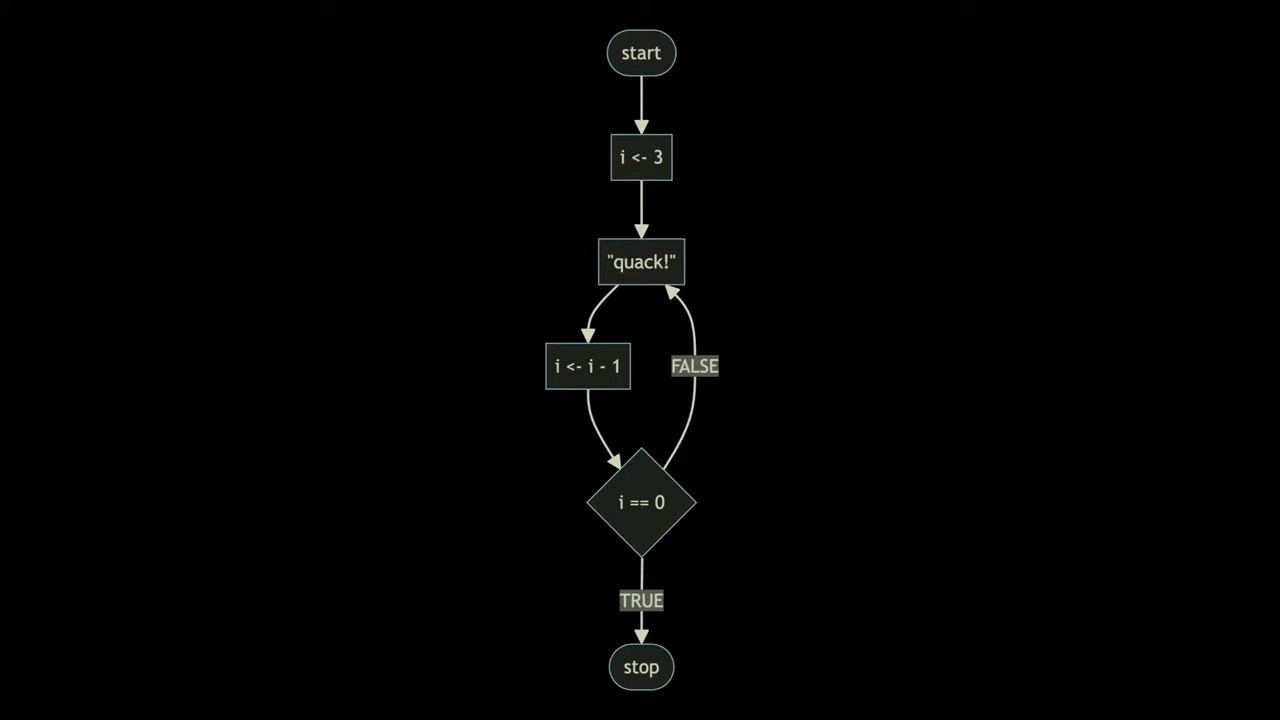 start
i <- 3
"quack!"
i <- i - 1
FALSE
i == 0
TRUE
stop